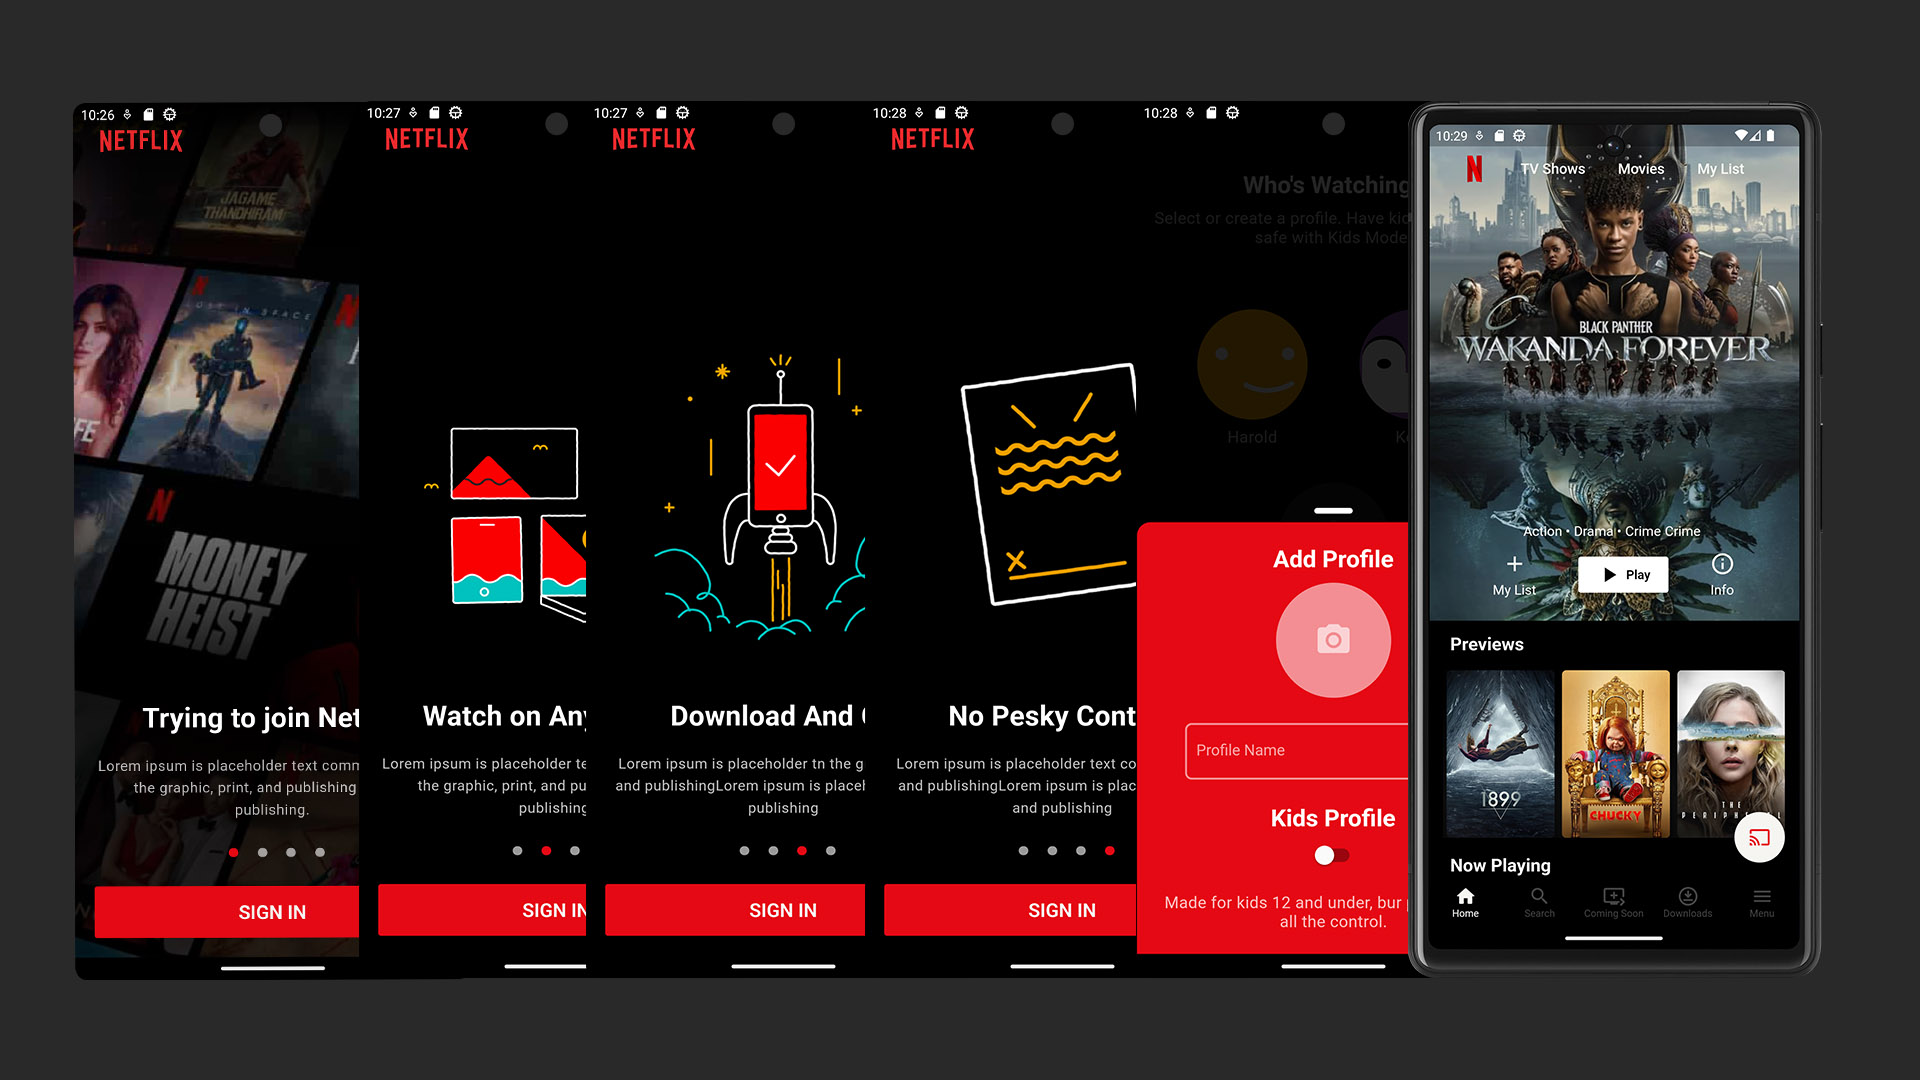 10:26
NETFLIX
JAGAME
THANDHIRAM
LOST IN SPACE
FE
MONEY
HEIST
Trying to join Net
Lorem ipsum is placeholder text comm
the graphic, print, and publishing
publishing.
SIGN IN
10:27
NETFLIX
Watch on Any
Lorem ipsum is placeholder te
the graphic, print, and pu
publishing
SIGN IN
10:27
NETFLIX
Download And
Lorem ipsum is placeholder tn the g
and publishingLorem ipsum is placeh
publishing
SIGN IN
10:28
NETFLIX
No Pesky Cont
Lorem ipsum is placeholder text co
and publishingLorem ipsum is plac
and publishing
SIGN IN
10:28
Who's Watching
Select or create a profile. Have kid
safe with Kids Mode
Harold
Ke
Add Profile
Profile Name
Kids Profile
Made for kids 12 and under, bur p
all the control.
10:29
N TV Shows Movies My List
BLACK PANTHER
WAKANDA FOREVER
Action • Drama • Crime Crime
My List Play Info
Previews
1899
CHUCKY
THE
PERIPHERAL
Now Playing
Home Search Coming Soon Downloads Menu